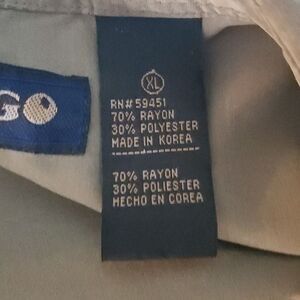 GO
XL
RN# 59451
70% RAYON
30% POLYESTER
MADE IN KOREA
70% RAYON
30% POLIESTER
HECHO EN COREA